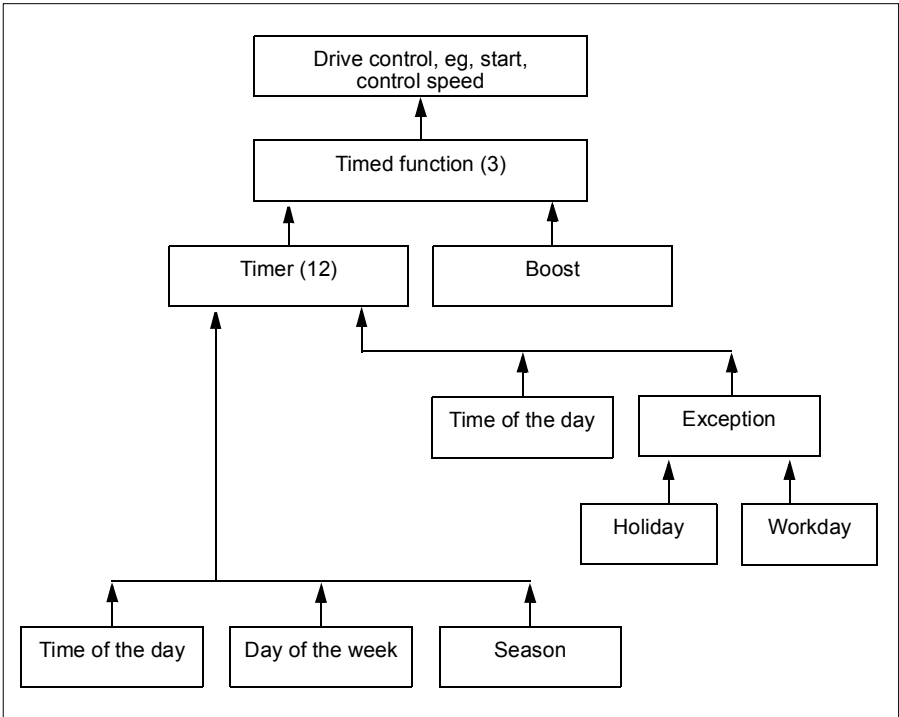 Drive control, eg, start,
control speed
Timed function (3)
Timer (12)
Boost
Time of the day
Exception
Holiday
Workday
Time of the day
Day of the week
Season